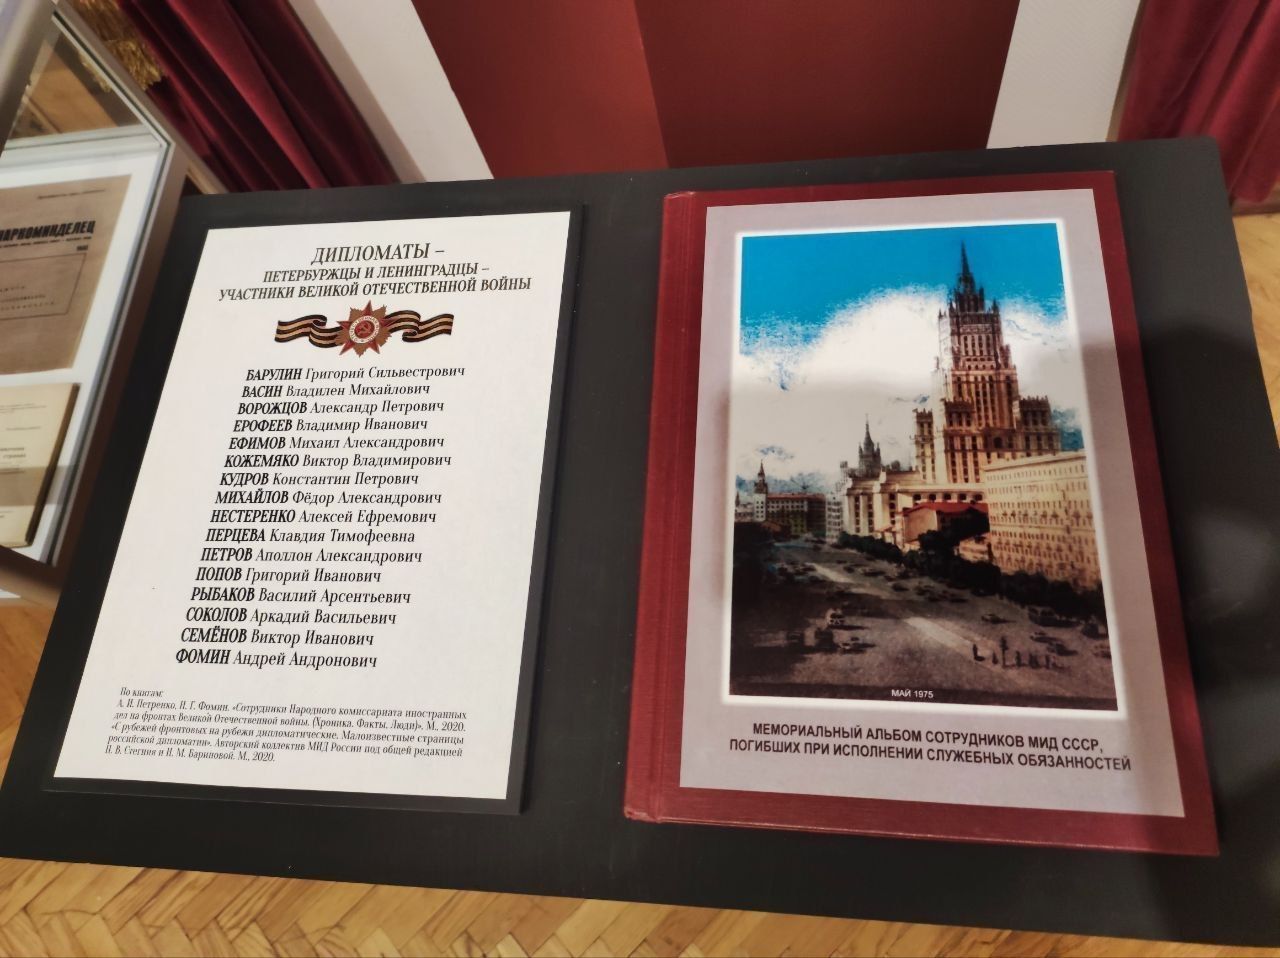 НАРКОМИНДЕЛЕЦ
ДИПЛОМАТЫ –
ПЕТЕРБУРЖЦЫ И ЛЕНИНГРАДЦЫ –
УЧАСТНИКИ ВЕЛИКОЙ ОТЕЧЕСТВЕННОЙ ВОЙНЫ
БАРУЛИН Григорий Сильвестрович
ВАСИН Владилен Михайлович
ВОРОЖЦОВ Александр Петрович
ЕРОФЕЕВ Владимир Иванович
ЕФИМОВ Михаил Александрович
КОЖЕМЯКО Виктор Владимирович
КУДРОВ Константин Петрович
МИХАЙЛОВ Фёдор Александрович
НЕСТЕРЕНКО Алексей Ефремович
ПЕРЦЕВА Клавдия Тимофеевна
ПЕТРОВ Аполлон Александрович
ПОПОВ Григорий Иванович
РЫБАКОВ Василий Арсентьевич
СОКОЛОВ Аркадий Васильевич
СЕМЁНОВ Виктор Иванович
ФОМИН Андрей Андронович
По книгам:
А. И. Петренко, П. Г. Фомин. «Сотрудники Народного комиссариата иностранных
дел на фронтах Великой Отечественной войны. (Хроника. Факты. Люди)». М., 2020.
«С рубежей фронтовых на рубежи дипломатические. Малоизвестные страницы
российской дипломатии». Авторский коллектив МИД России под общей редакцией
П. В. Стегния и И. М. Бариновой. М., 2020.
МАЙ 1975
МЕМОРИАЛЬНЫЙ АЛЬБОМ СОТРУДНИКОВ МИД СССР,
ПОГИБШИХ ПРИ ИСПОЛНЕНИИ СЛУЖЕБНЫХ ОБЯЗАННОСТЕЙ